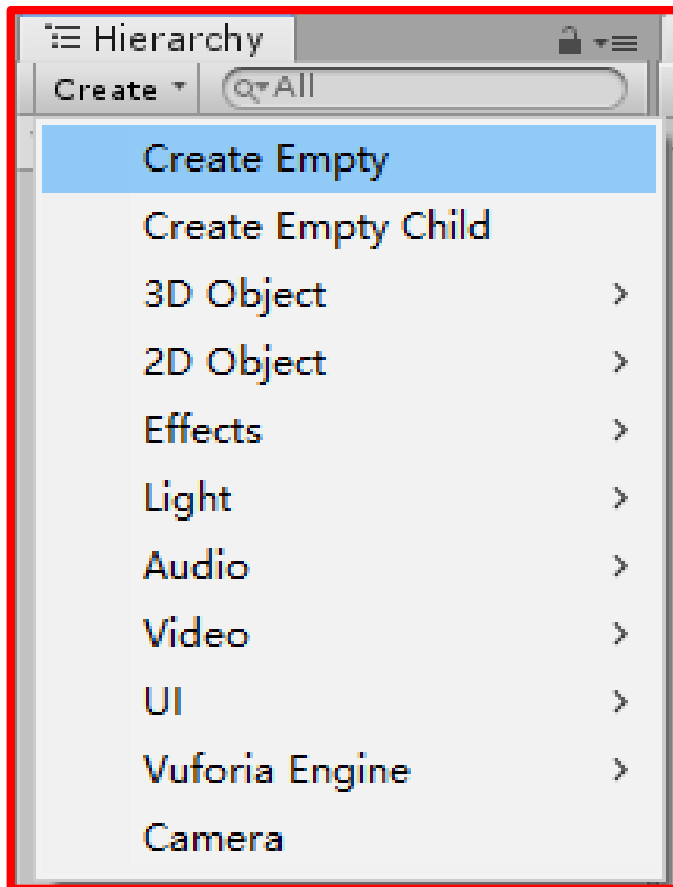 Hierarchy
Create All
Create Empty
Create Empty Child
3D Object
2D Object
Effects
Light
Audio
Video
UI
Vuforia Engine
Camera